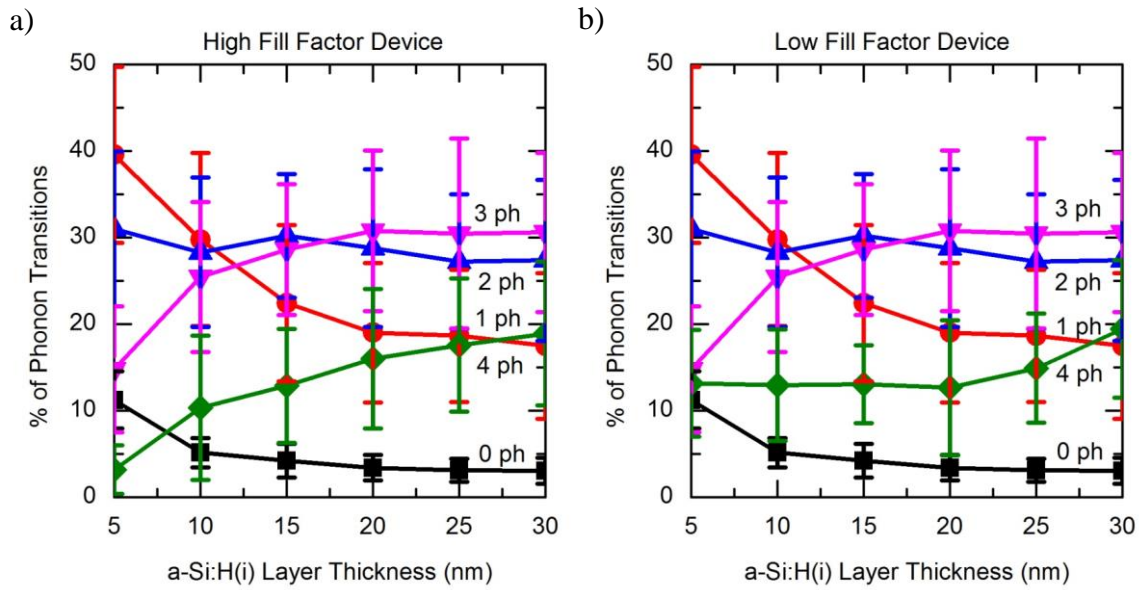 a)
High Fill Factor Device
50
40
30
20
10
0
% of Phonon Transitions
3 ph
2 ph
1 ph
4 ph
0 ph
5 10 15 20 25 30
a-Si:H(i) Layer Thickness (nm)
b)
Low Fill Factor Device
50
40
30
20
10
0
% of Phonon Transitions
3 ph
2 ph
1 ph
4 ph
0 ph
5 10 15 20 25 30
a-Si:H(i) Layer Thickness (nm)